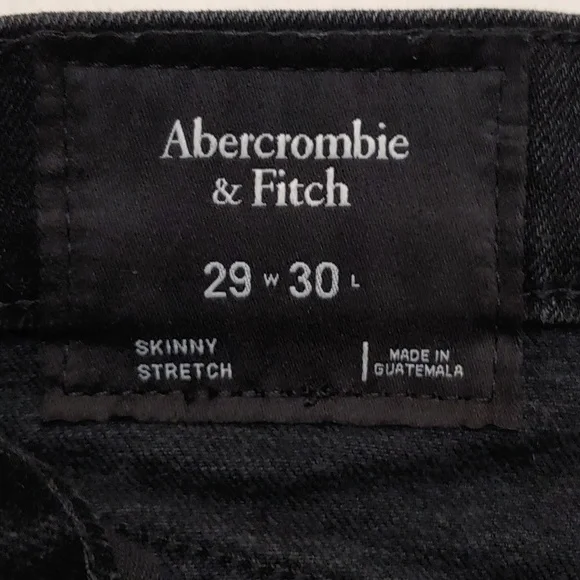 Abercrombie
& Fitch
29 W 30 L
SKINNY
STRETCH
MADE IN
GUATEMALA